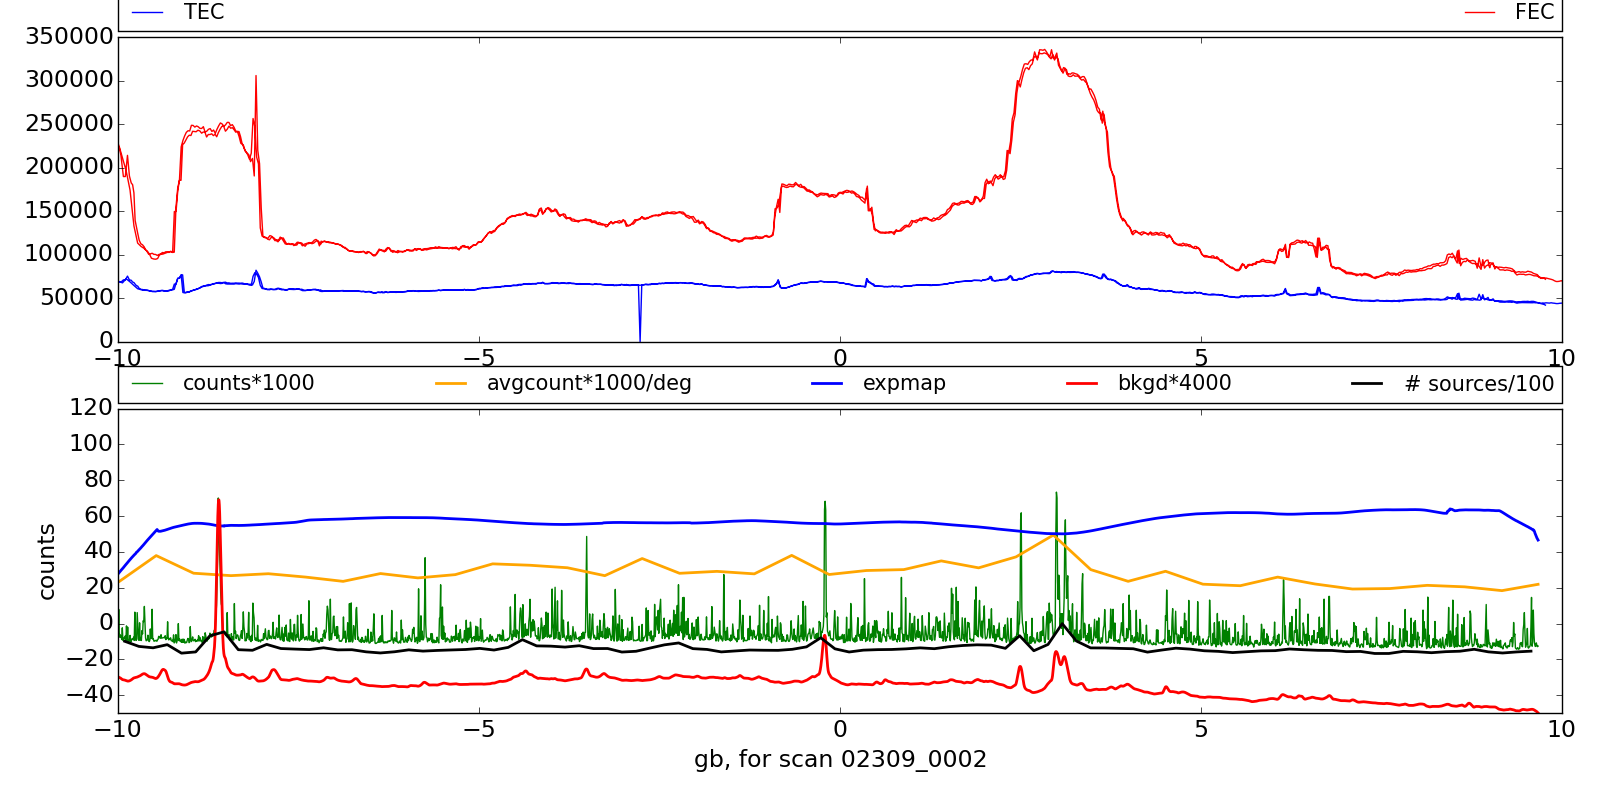 TEC FEC
350000
300000
250000
200000
150000
100000
50000
0
−10 −5 0 5 10
counts*1000 avgcount*1000/deg expmap bkgd*4000 # sources/100
120
100
80
60
40
20
0
−20
−40
counts
−10 −5 0 5 10
gb, for scan 02309_0002